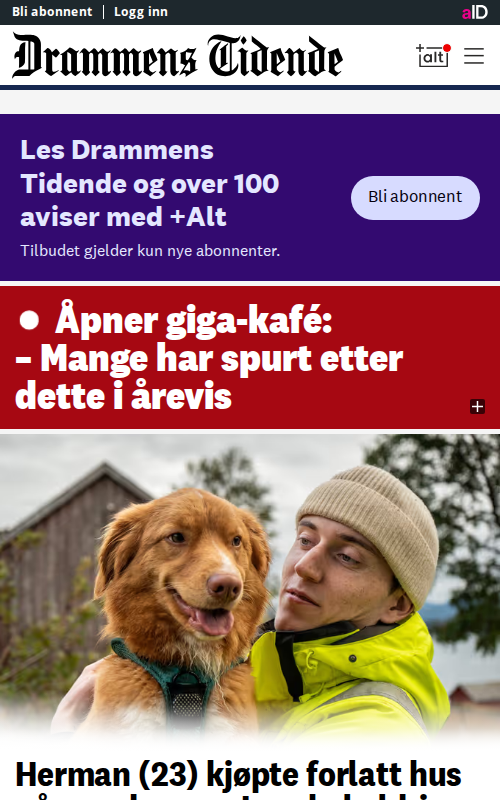 Bli abonnent | Logg inn
aID
Drammens Tidende
+alt
Les Drammens
Tidende og over 100
aviser med +Alt
Bli abonnent
Tilbudet gjelder kun nye abonnenter.
Åpner giga-kafé:
– Mange har spurt etter
dette i årevis
+
Herman (23) kjøpte forlatt hus